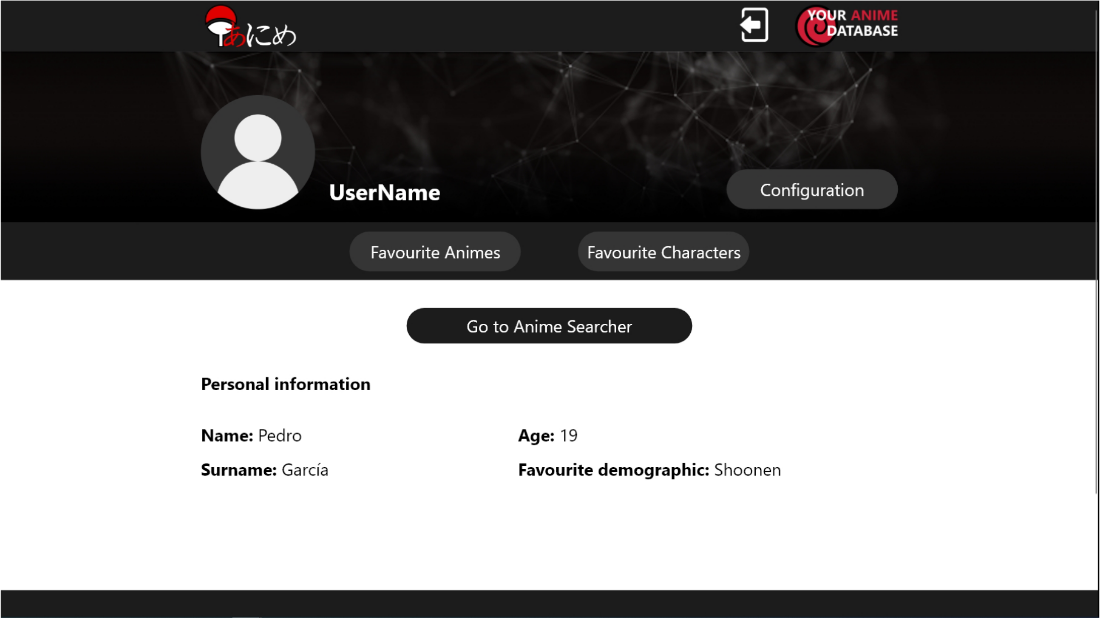 あにめ
YOUR ANIME
DATABASE
UserName
Configuration
Favourite Animes
Favourite Characters
Go to Anime Searcher
Personal information
Name: Pedro
Age: 19
Surname: García
Favourite demographic: Shoonen